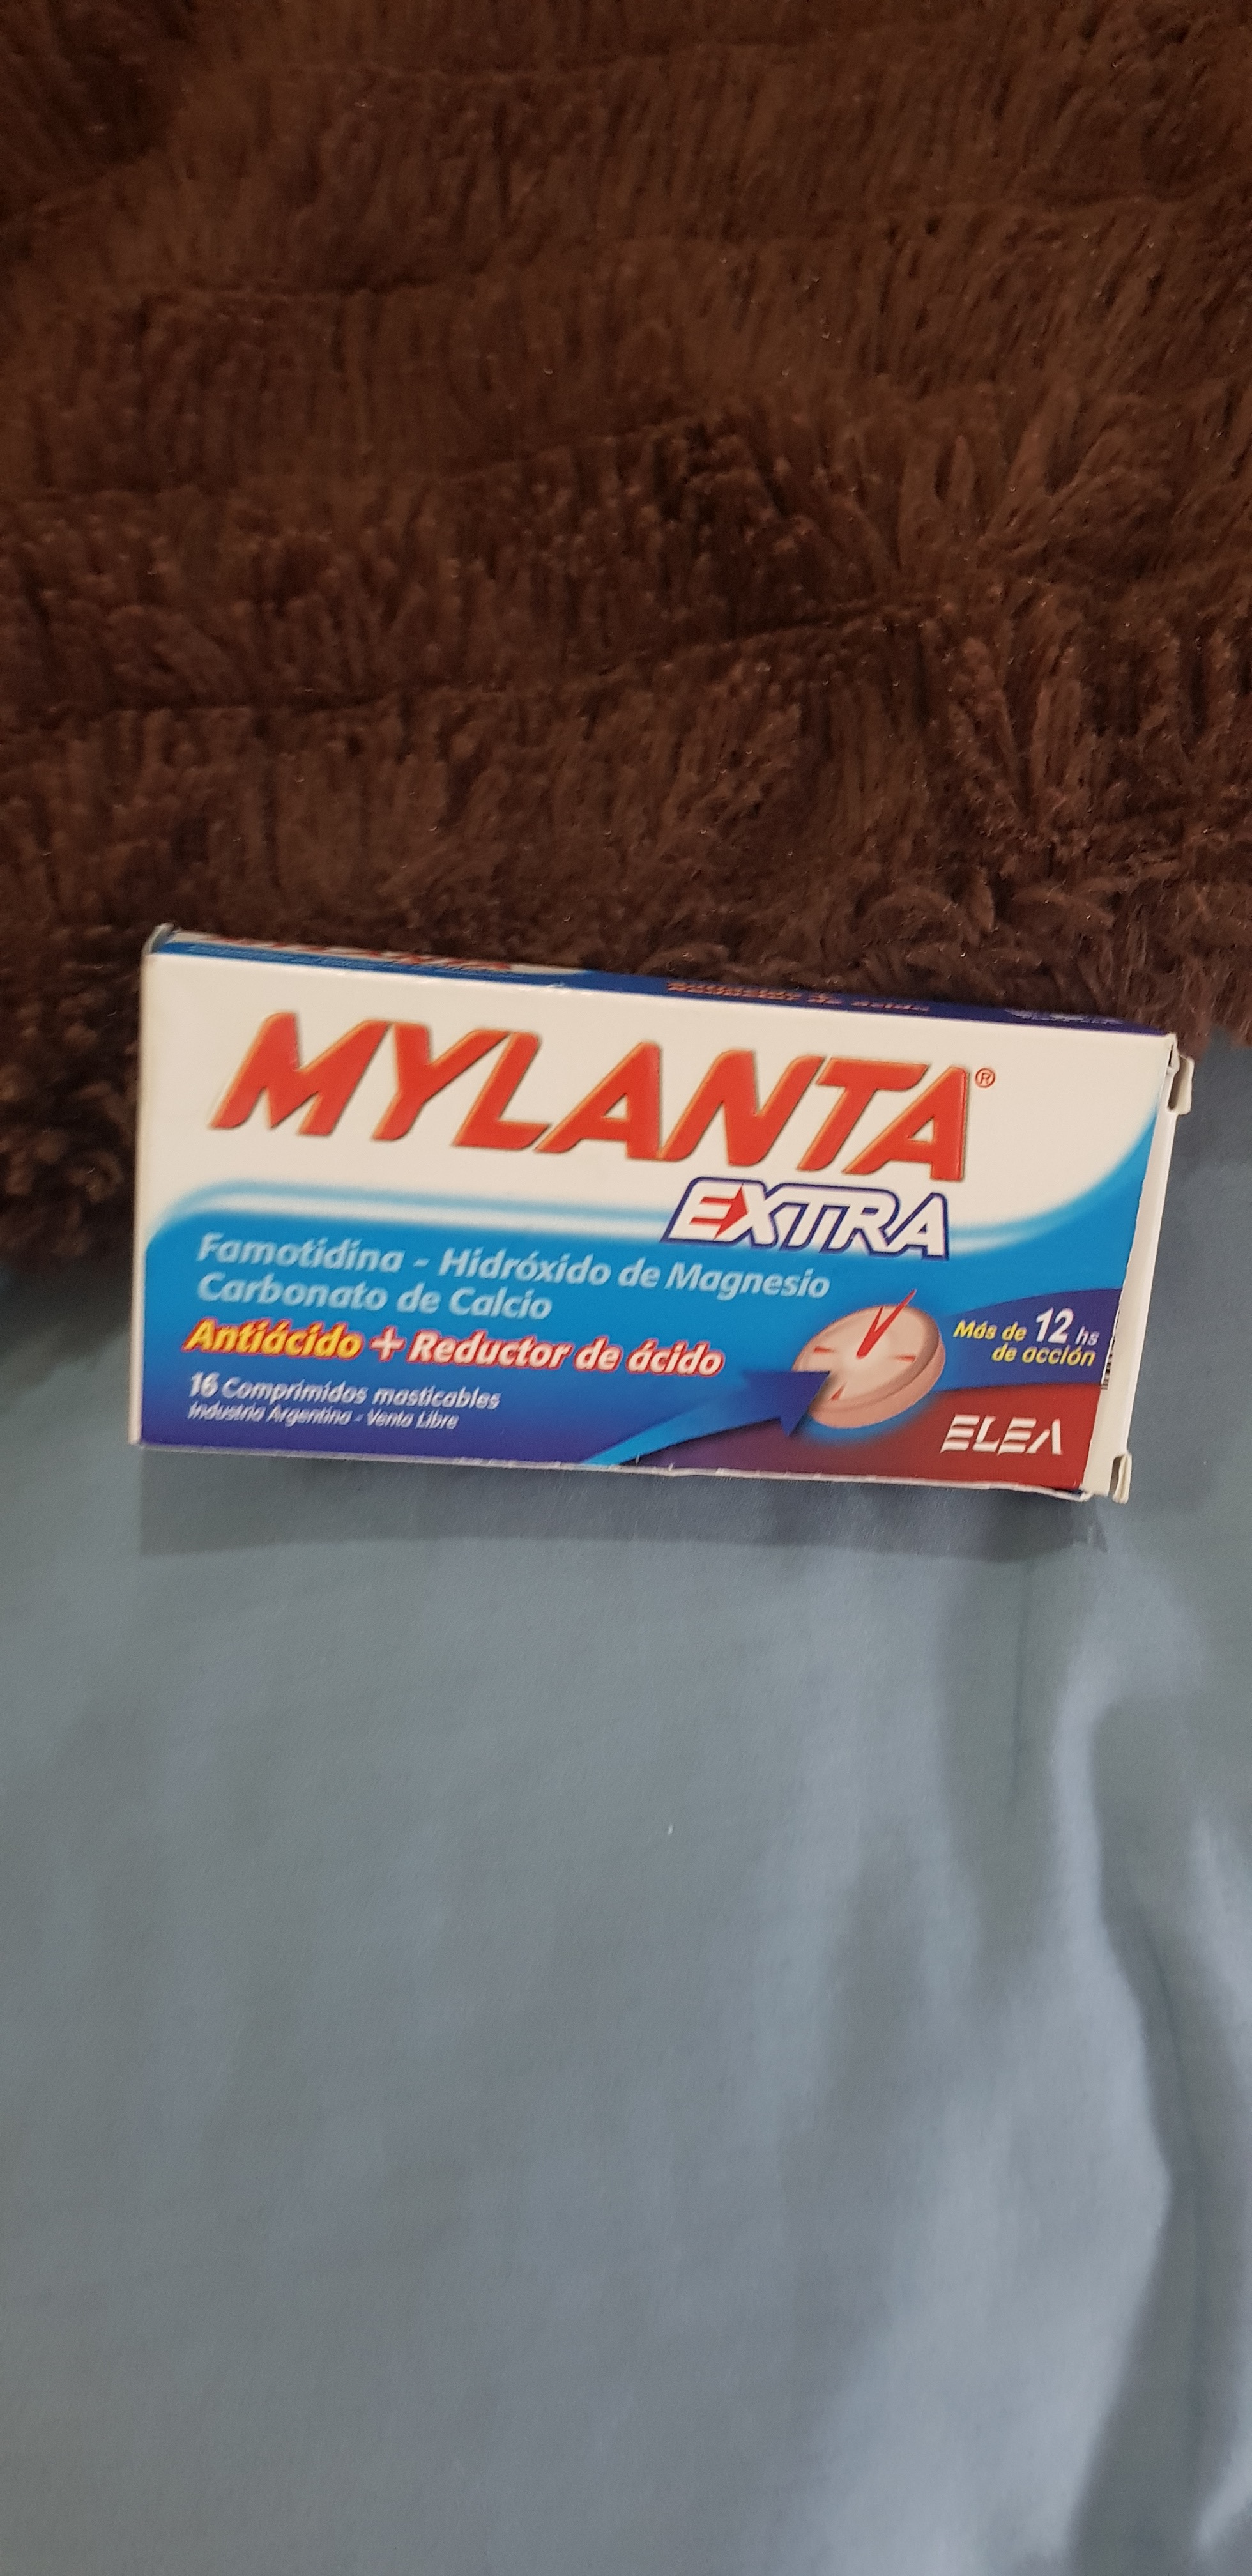 MYLANTA®
EXTRA
Famotidina - Hidróxido de Magnesio
Carbonato de Calcio
Antiácido + Reductor de ácido
16 Comprimidos masticables
Industria Argentina - Venta Libre
Más de 12 hs
de acción
ELEA